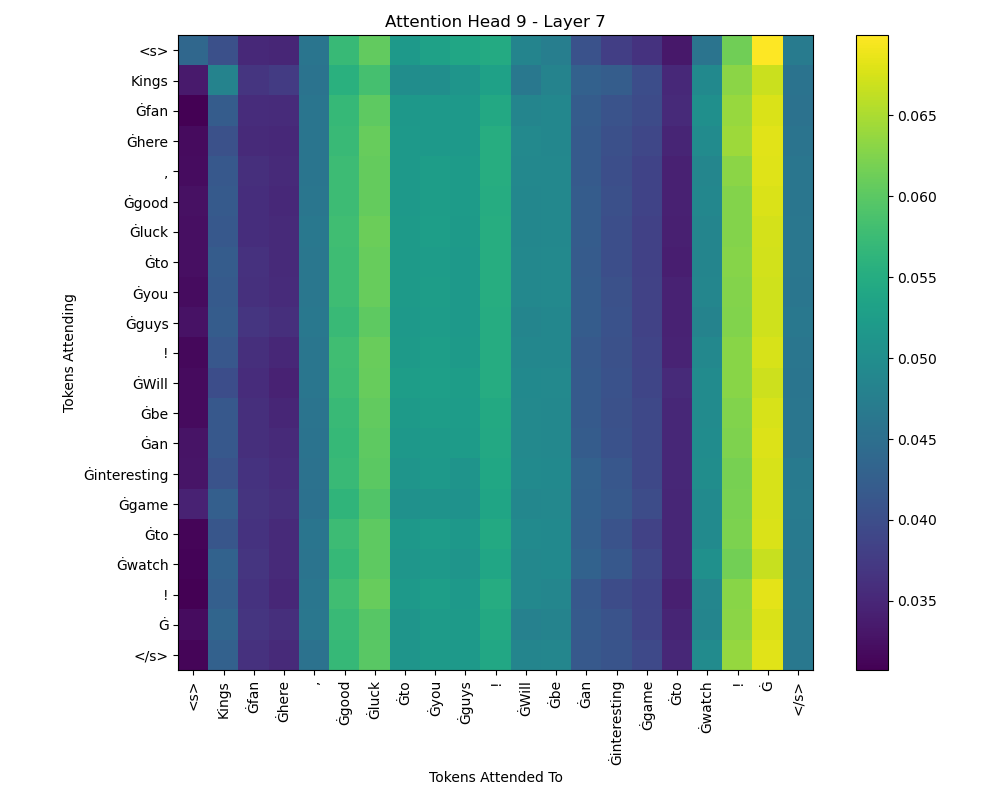 Attention Head 9 - Layer 7
Tokens Attending
<s>
Kings
Ġfan
Ġhere
,
Ġgood
Ġluck
Ġto
Ġyou
Ġguys
!
ĠWill
Ġbe
Ġan
Ġinteresting
Ġgame
Ġto
Ġwatch
!
Ġ
</s>
<s>
Kings
Ġfan
Ġhere
,
Ġgood
Ġluck
Ġto
Ġyou
Ġguys
!
ĠWill
Ġbe
Ġan
Ġinteresting
Ġgame
Ġto
Ġwatch
!
Ġ
</s>
Tokens Attended To
0.065
0.060
0.055
0.050
0.045
0.040
0.035